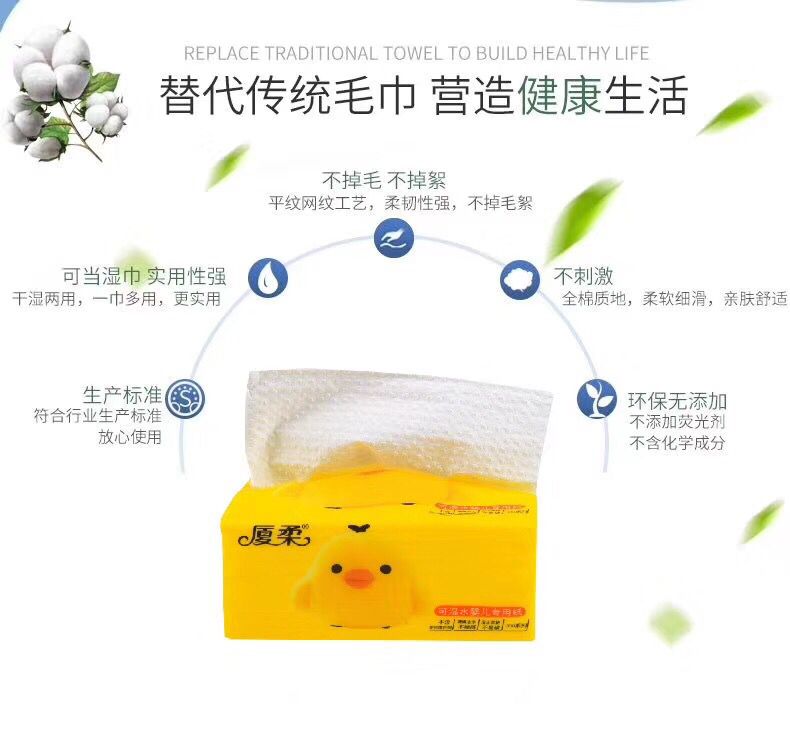 REPLACE TRADITIONAL TOWEL TO BUILD HEALTHY LIFE
替代传统毛巾 营造健康生活
不掉毛 不掉絮
平纹网纹工艺，柔韧性强，不掉毛絮
可当湿巾 实用性强
干湿两用，一巾多用，更实用
不刺激
全棉质地，柔软细滑，亲肤舒适
生产标准
符合行业生产标准
放心使用
环保无添加
不添加荧光剂
不含化学成分
厦柔
可湿水婴儿专用纸